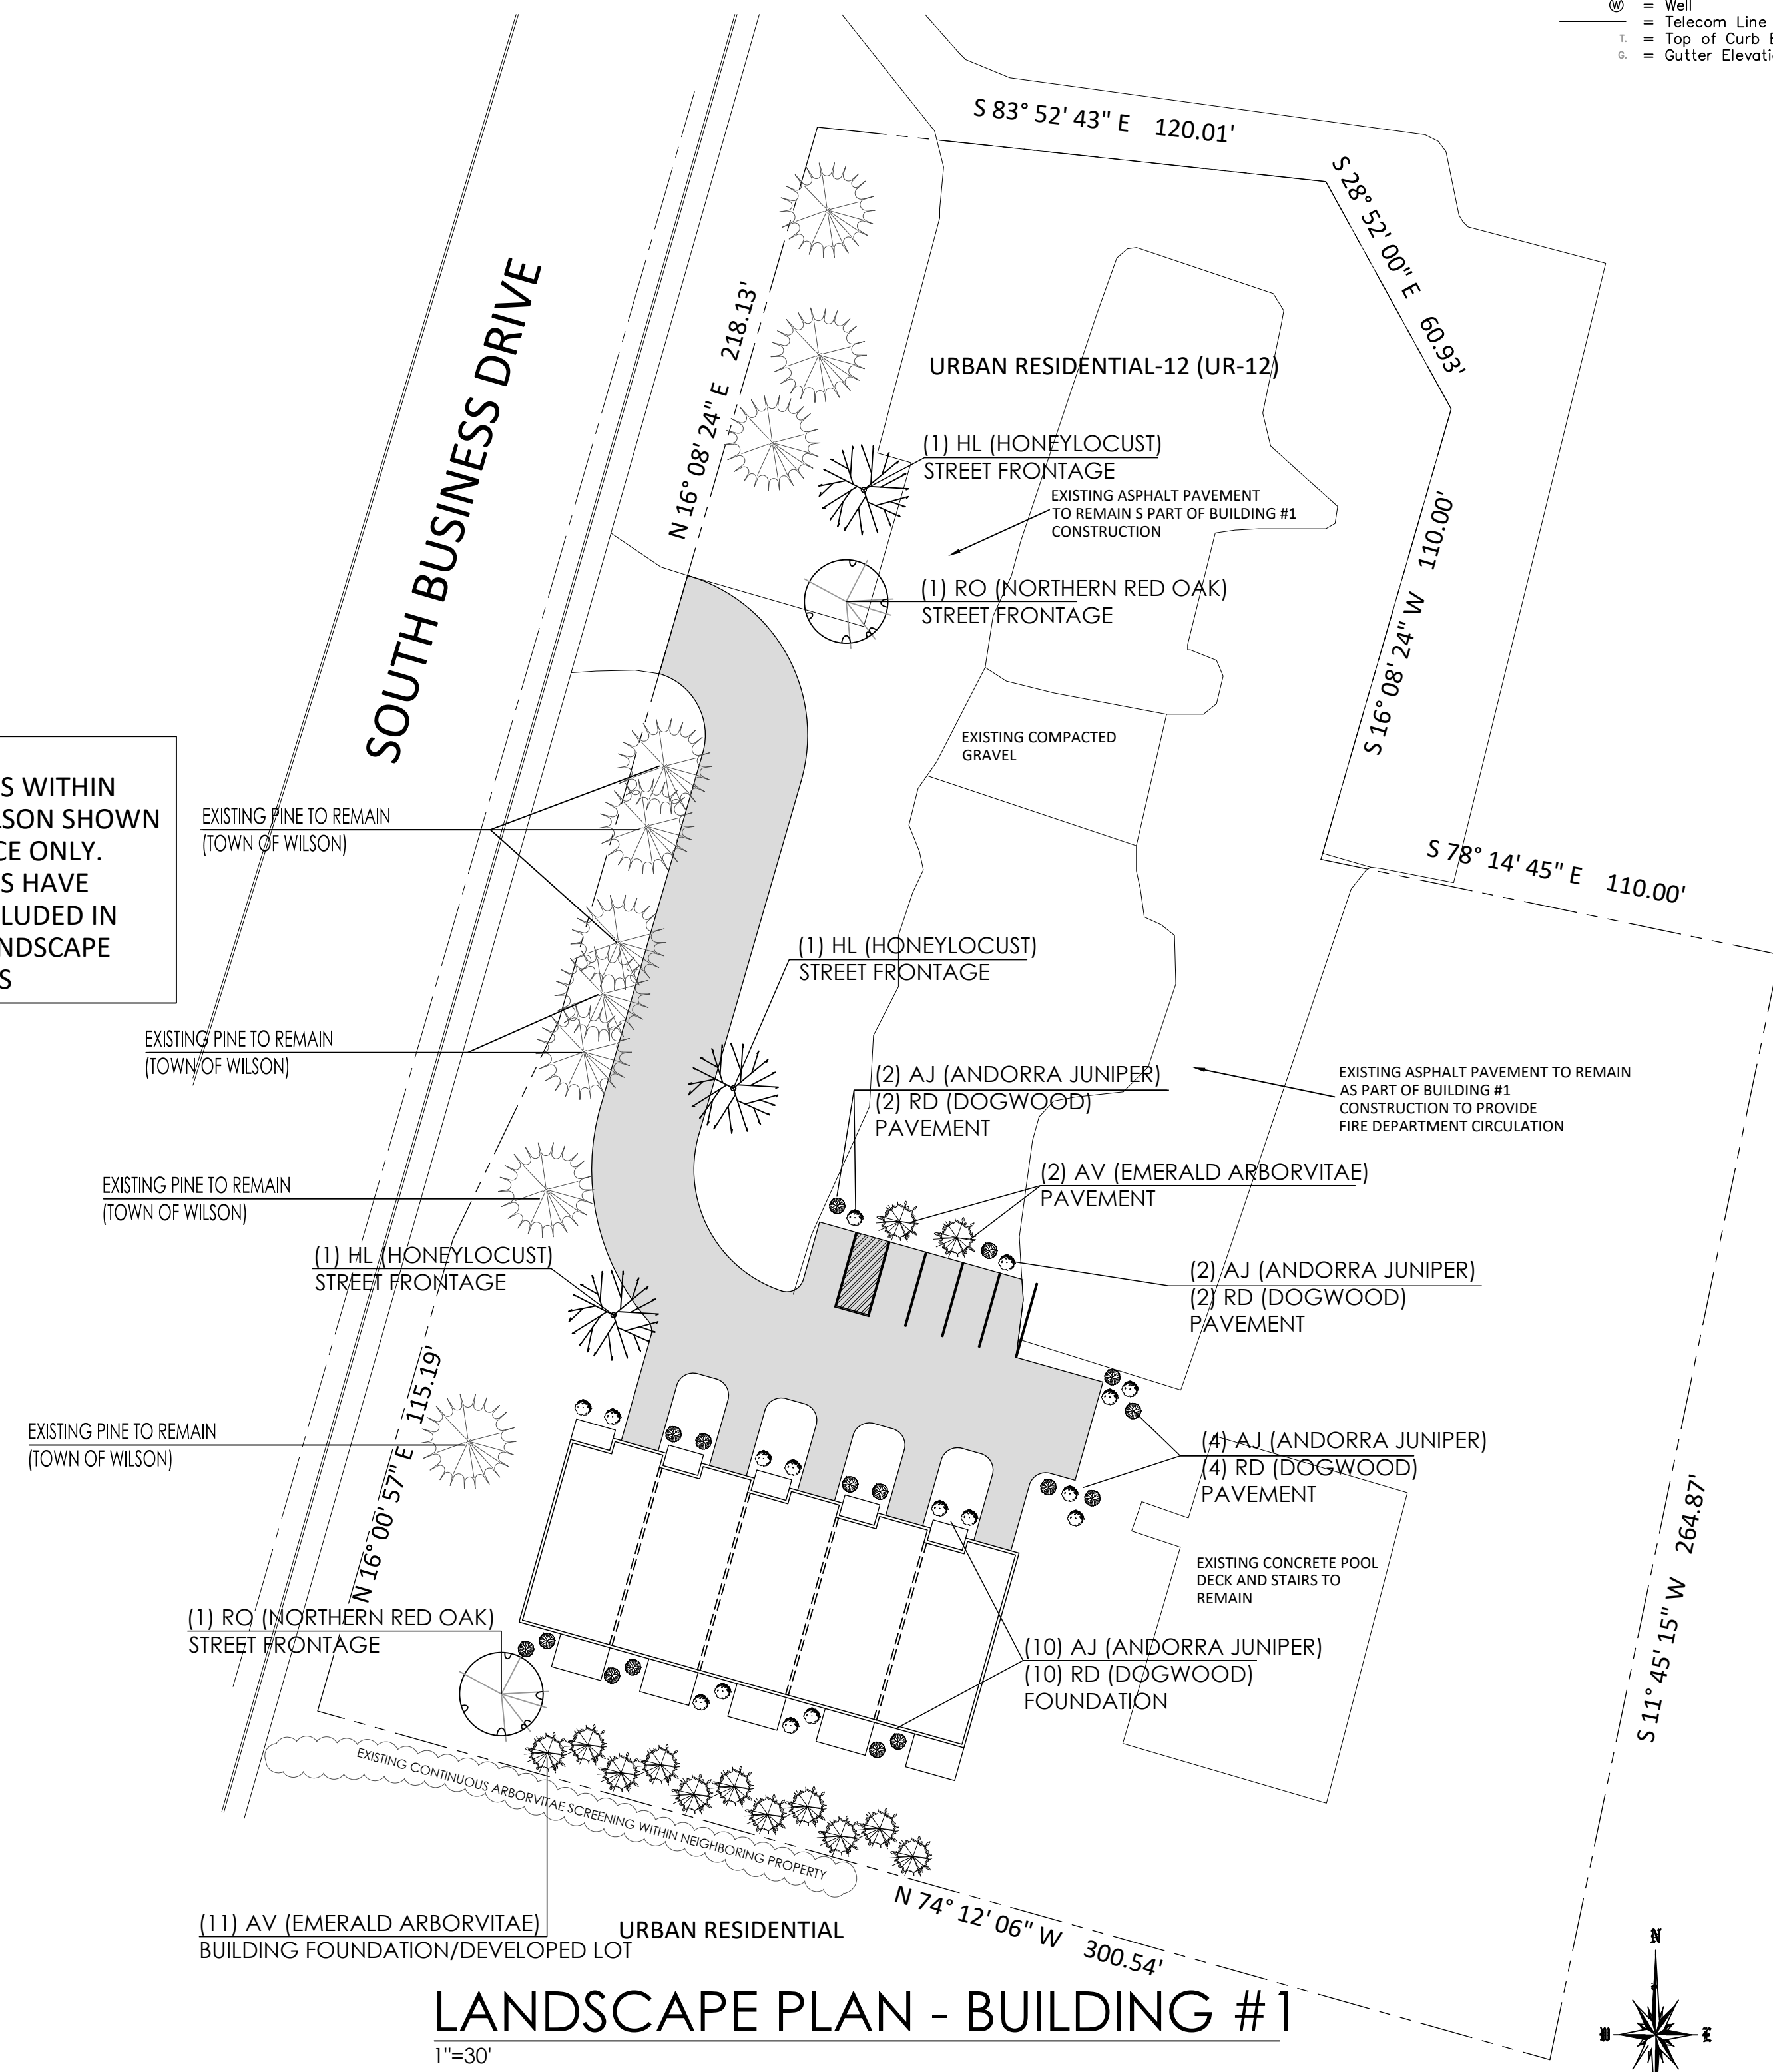 Ⓦ = Well
= Telecom Line
T. = Top of Curb
G. = Gutter
S 83° 52' 43" E 120.01'
S 28° 52' 00" E 60.93'
SOUTH BUSINESS DRIVE
N 16° 08' 24" E 218.13'
URBAN RESIDENTIAL-12 (UR-12)
(1) HL (HONEYLOCUST)
STREET FRONTAGE
EXISTING ASPHALT PAVEMENT
TO REMAIN S PART OF BUILDING #1
CONSTRUCTION
(1) RO (NORTHERN RED OAK)
STREET FRONTAGE
S 16° 08' 24" W 110.00'
EXISTING COMPACTED
GRAVEL
S WITHIN
LSON SHOWN
CE ONLY.
S HAVE
LUDED IN
NDSCAPE
S
EXISTING PINE TO REMAIN
(TOWN OF WILSON)
S 78° 14' 45" E 110.00'
(1) HL (HONEYLOCUST)
STREET FRONTAGE
EXISTING PINE TO REMAIN
(TOWN OF WILSON)
(2) AJ (ANDORRA JUNIPER)
(2) RD (DOGWOOD)
PAVEMENT
EXISTING ASPHALT PAVEMENT TO REMAIN
AS PART OF BUILDING #1
CONSTRUCTION TO PROVIDE
FIRE DEPARTMENT CIRCULATION
EXISTING PINE TO REMAIN
(TOWN OF WILSON)
(2) AV (EMERALD ARBORVITAE)
PAVEMENT
(1) HL (HONEYLOCUST)
STREET FRONTAGE
(2) AJ (ANDORRA JUNIPER)
(2) RD (DOGWOOD)
PAVEMENT
EXISTING PINE TO REMAIN
(TOWN OF WILSON)
N 16° 00' 57" E 115.19'
(4) AJ (ANDORRA JUNIPER)
(4) RD (DOGWOOD)
PAVEMENT
S 11° 45' 15" W 264.87'
EXISTING CONCRETE POOL
DECK AND STAIRS TO
REMAIN
(1) RO (NORTHERN RED OAK)
STREET FRONTAGE
(10) AJ (ANDORRA JUNIPER)
(10) RD (DOGWOOD)
FOUNDATION
EXISTING CONTINUOUS ARBORVITAE SCREENING WITHIN NEIGHBORING PROPERTY
(11) AV (EMERALD ARBORVITAE)
BUILDING FOUNDATION/DEVELOPED LOT
URBAN RESIDENTIAL
N 74° 12' 06" W 300.54'
N
W
E
LANDSCAPE PLAN - BUILDING #1
1"=30'